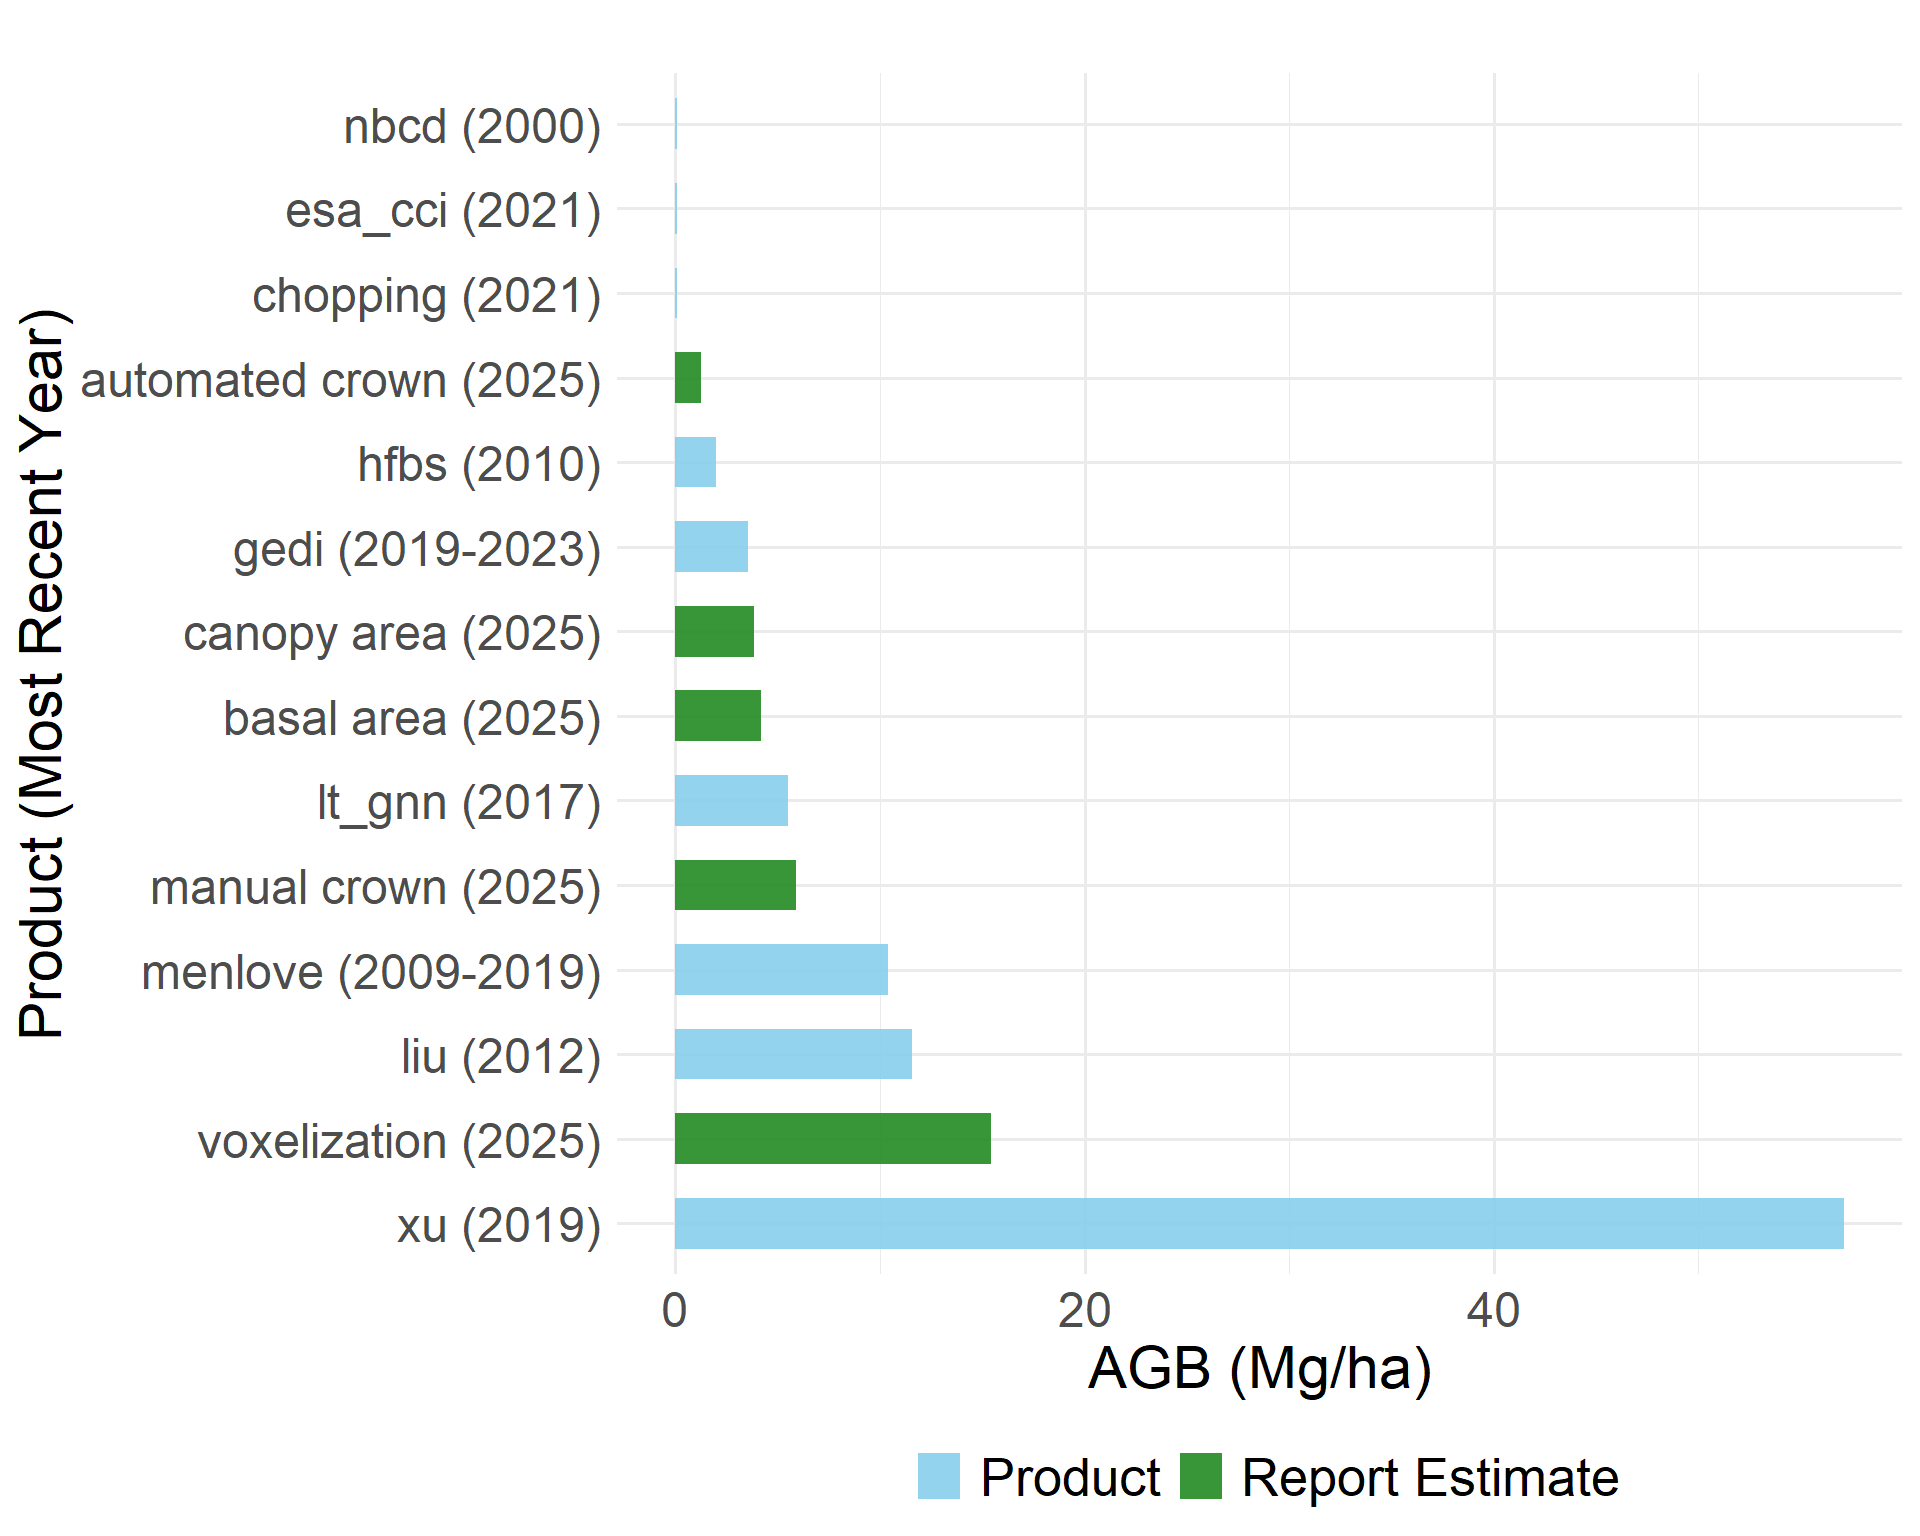 Product (Most Recent Year)
nbcd (2000)
esa_cci (2021)
chopping (2021)
automated crown (2025)
hfbs (2010)
gedi (2019-2023)
canopy area (2025)
basal area (2025)
lt_gnn (2017)
manual crown (2025)
menlove (2009-2019)
liu (2012)
voxelization (2025)
xu (2019)
0 20 40
AGB (Mg/ha)
Product Report Estimate